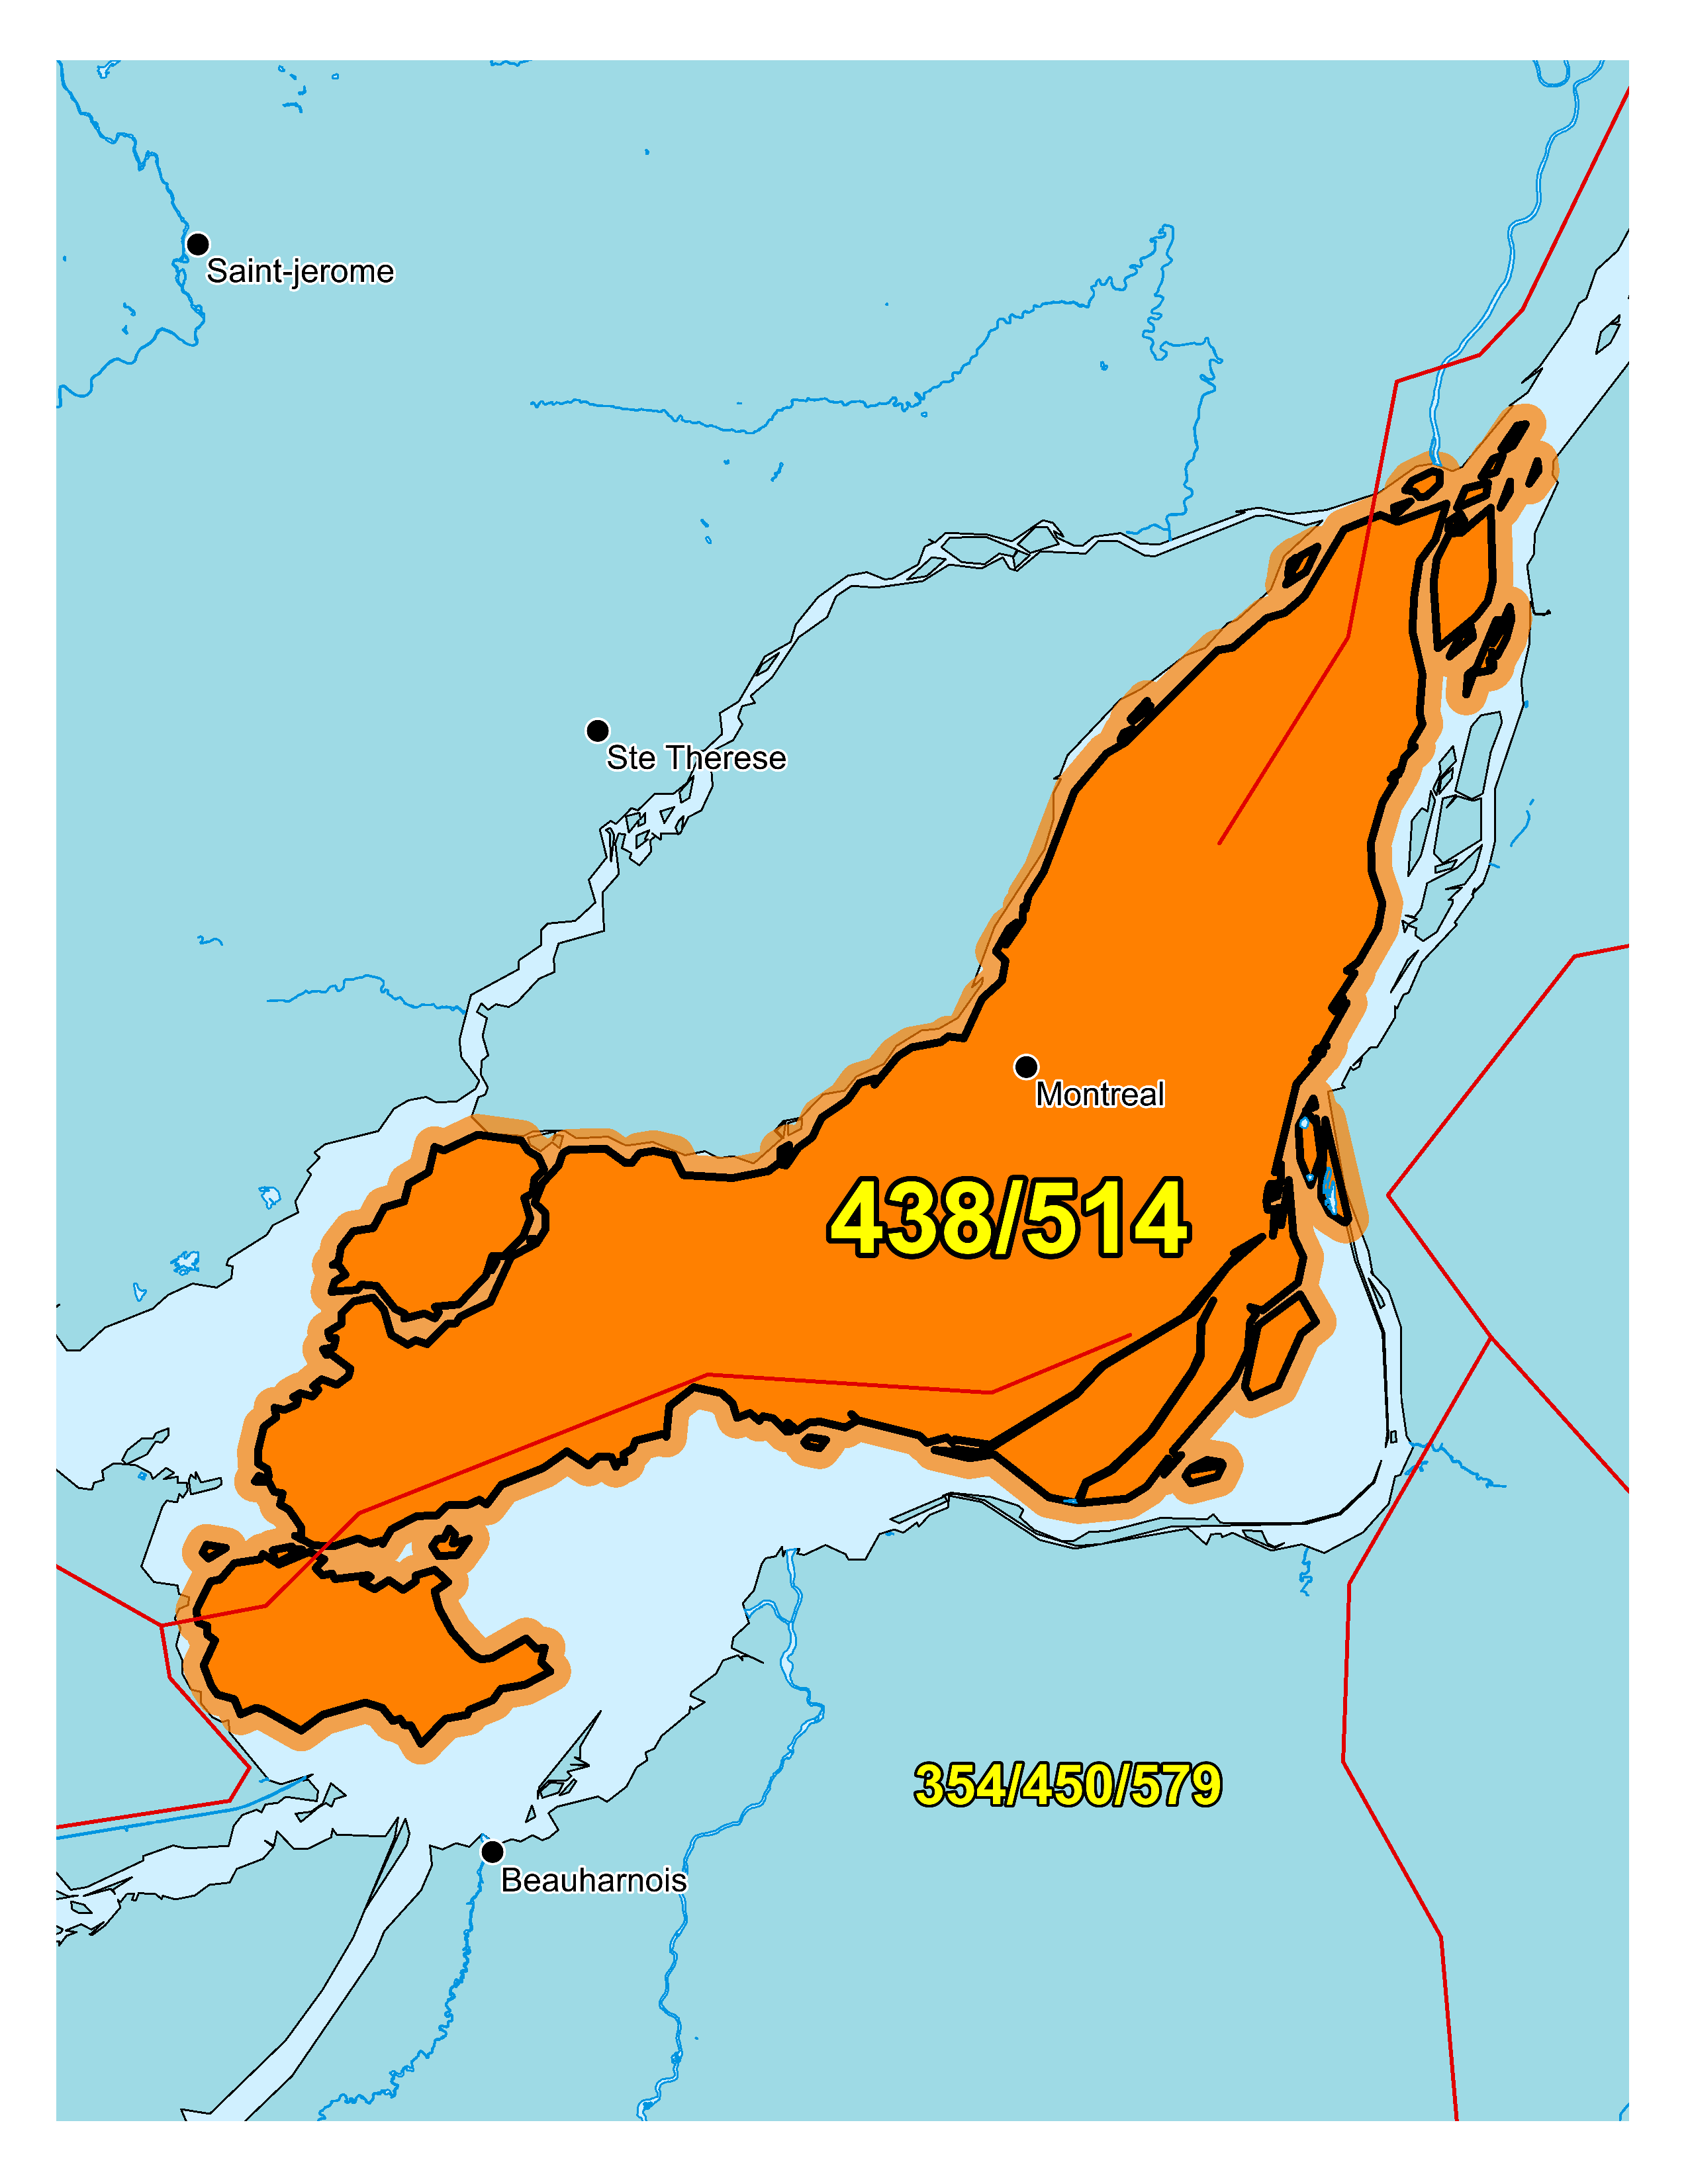 Saint-jerome
Ste Therese
Montreal
438/514
354/450/579
Beauharnois